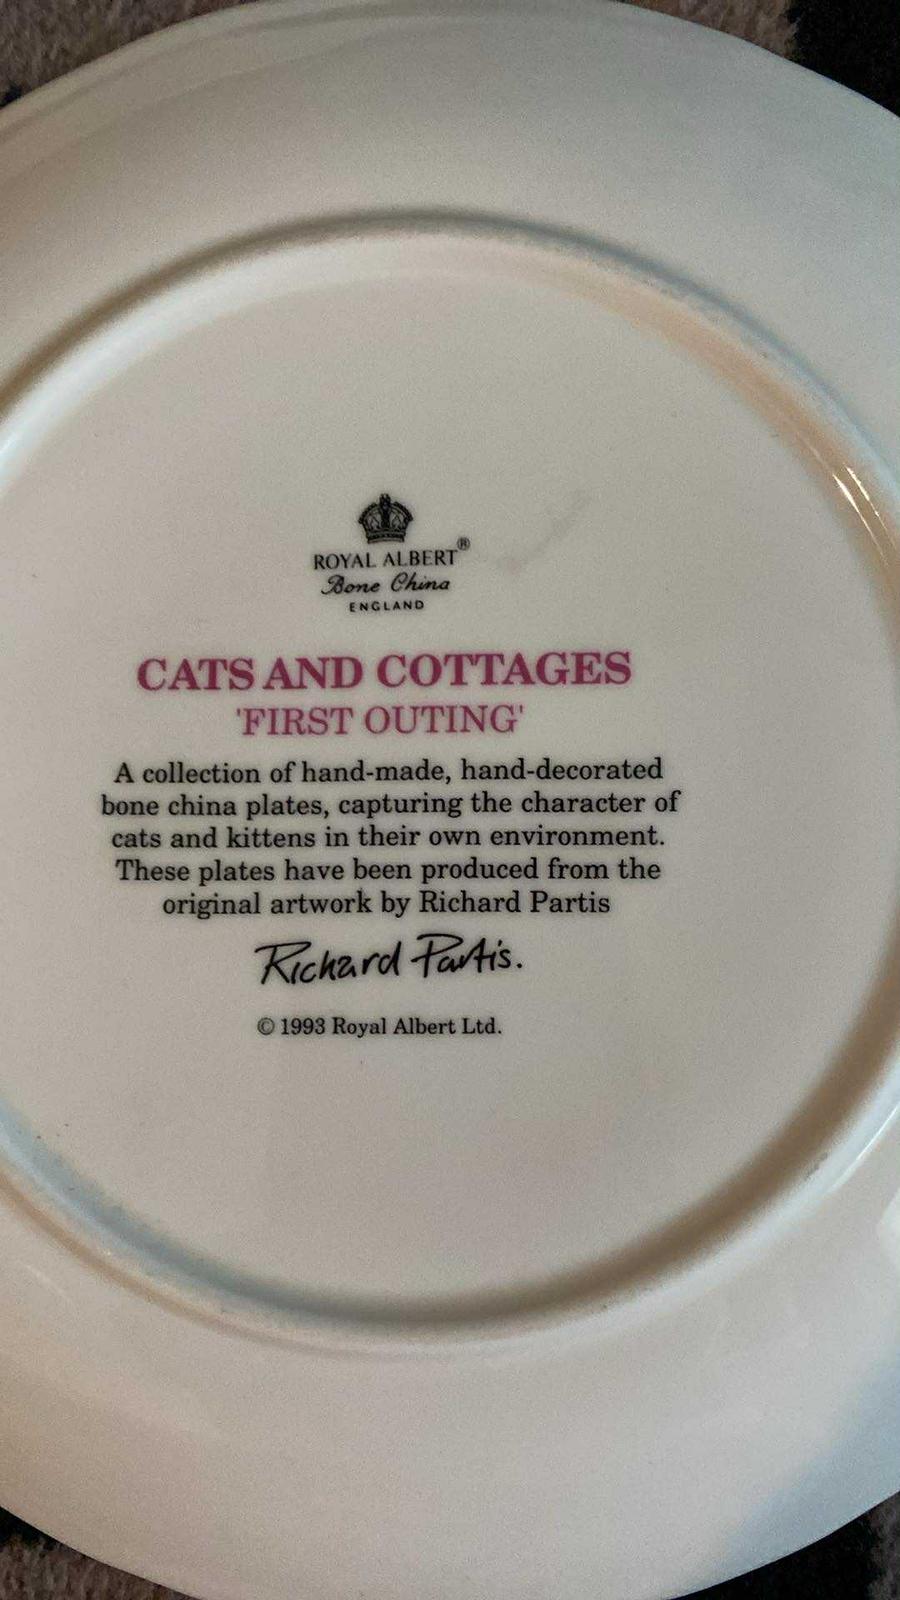 ROYAL ALBERT®
Bone China
ENGLAND
CATS AND COTTAGES
'FIRST OUTING'
A collection of hand-made, hand-decorated
bone china plates, capturing the character of
cats and kittens in their own environment.
These plates have been produced from the
original artwork by Richard Partis
Richard Partis.
© 1993 Royal Albert Ltd.